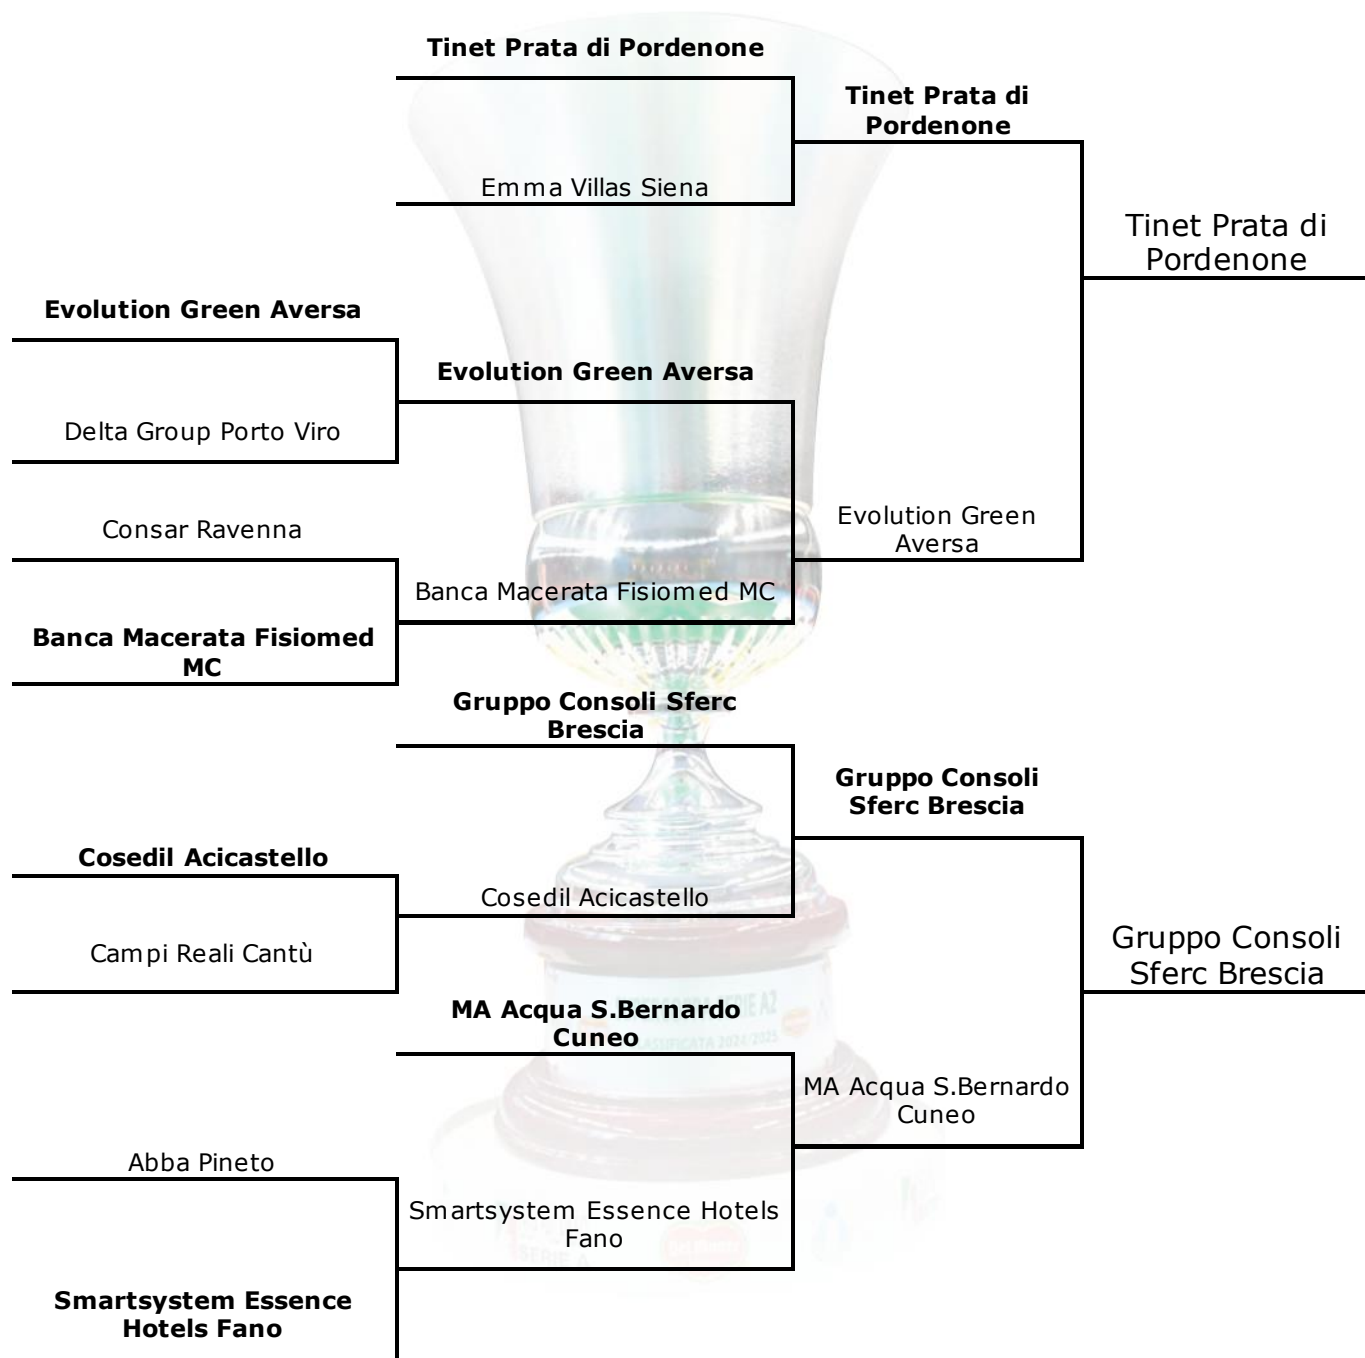 Tinet Prata di Pordenone
Tinet Prata di
Pordenone
Emma Villas Siena
Tinet Prata di
Pordenone
Evolution Green Aversa
Evolution Green Aversa
Delta Group Porto Viro
Consar Ravenna
Evolution Green
Aversa
Banca Macerata Fisiomed MC
Banca Macerata Fisiomed
MC
Gruppo Consoli Sferc
Brescia
Gruppo Consoli
Sferc Brescia
Cosedil Acicastello
Cosedil Acicastello
Campi Reali Cantù
Gruppo Consoli
Sferc Brescia
MA Acqua S.Bernardo
Cuneo
MA Acqua S.Bernardo
Cuneo
Abba Pineto
Smartsystem Essence Hotels
Fano
Smartsystem Essence
Hotels Fano